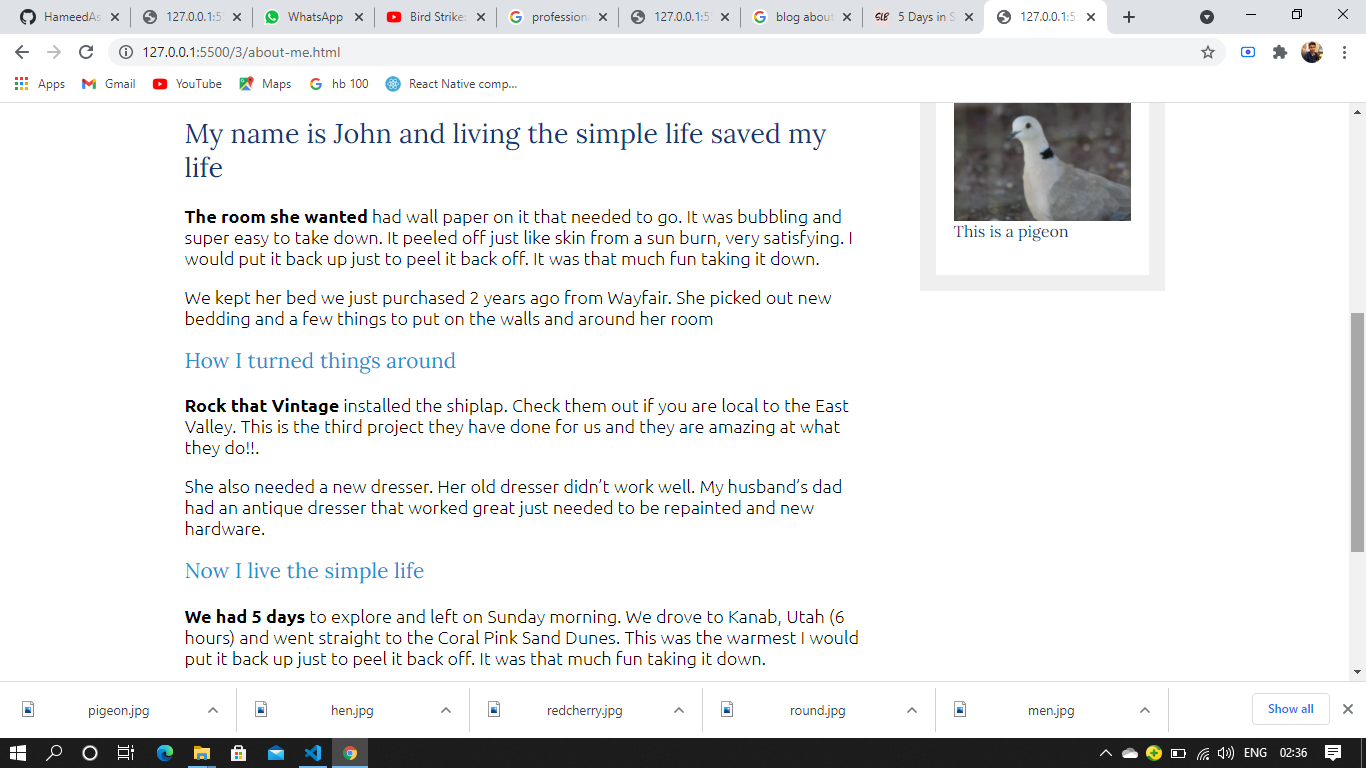 HameedAs
127.0.0.1:5
WhatsApp
Bird Strike:
professiona
127.0.0.1:5
blog about
SLB
5 Days in S
127.0.0.1:5
127.0.0.1:5500/3/about-me.html
Apps
Gmail
YouTube
Maps
hb 100
React Native comp...
My name is John and living the simple life saved my
life
The room she wanted had wall paper on it that needed to go. It was bubbling and
super easy to take down. It peeled off just like skin from a sun burn, very satisfying. I
would put it back up just to peel it back off. It was that much fun taking it down.
We kept her bed we just purchased 2 years ago from Wayfair. She picked out new
bedding and a few things to put on the walls and around her room
How I turned things around
Rock that Vintage installed the shiplap. Check them out if you are local to the East
Valley. This is the third project they have done for us and they are amazing at what
they do!!.
She also needed a new dresser. Her old dresser didn’t work well. My husband’s dad
had an antique dresser that worked great just needed to be repainted and new
hardware.
Now I live the simple life
We had 5 days to explore and left on Sunday morning. We drove to Kanab, Utah (6
hours) and went straight to the Coral Pink Sand Dunes. This was the warmest I would
put it back up just to peel it back off. It was that much fun taking it down.
This is a pigeon
pigeon.jpg
hen.jpg
redcherry.jpg
round.jpg
men.jpg
Show all
ENG
02:36